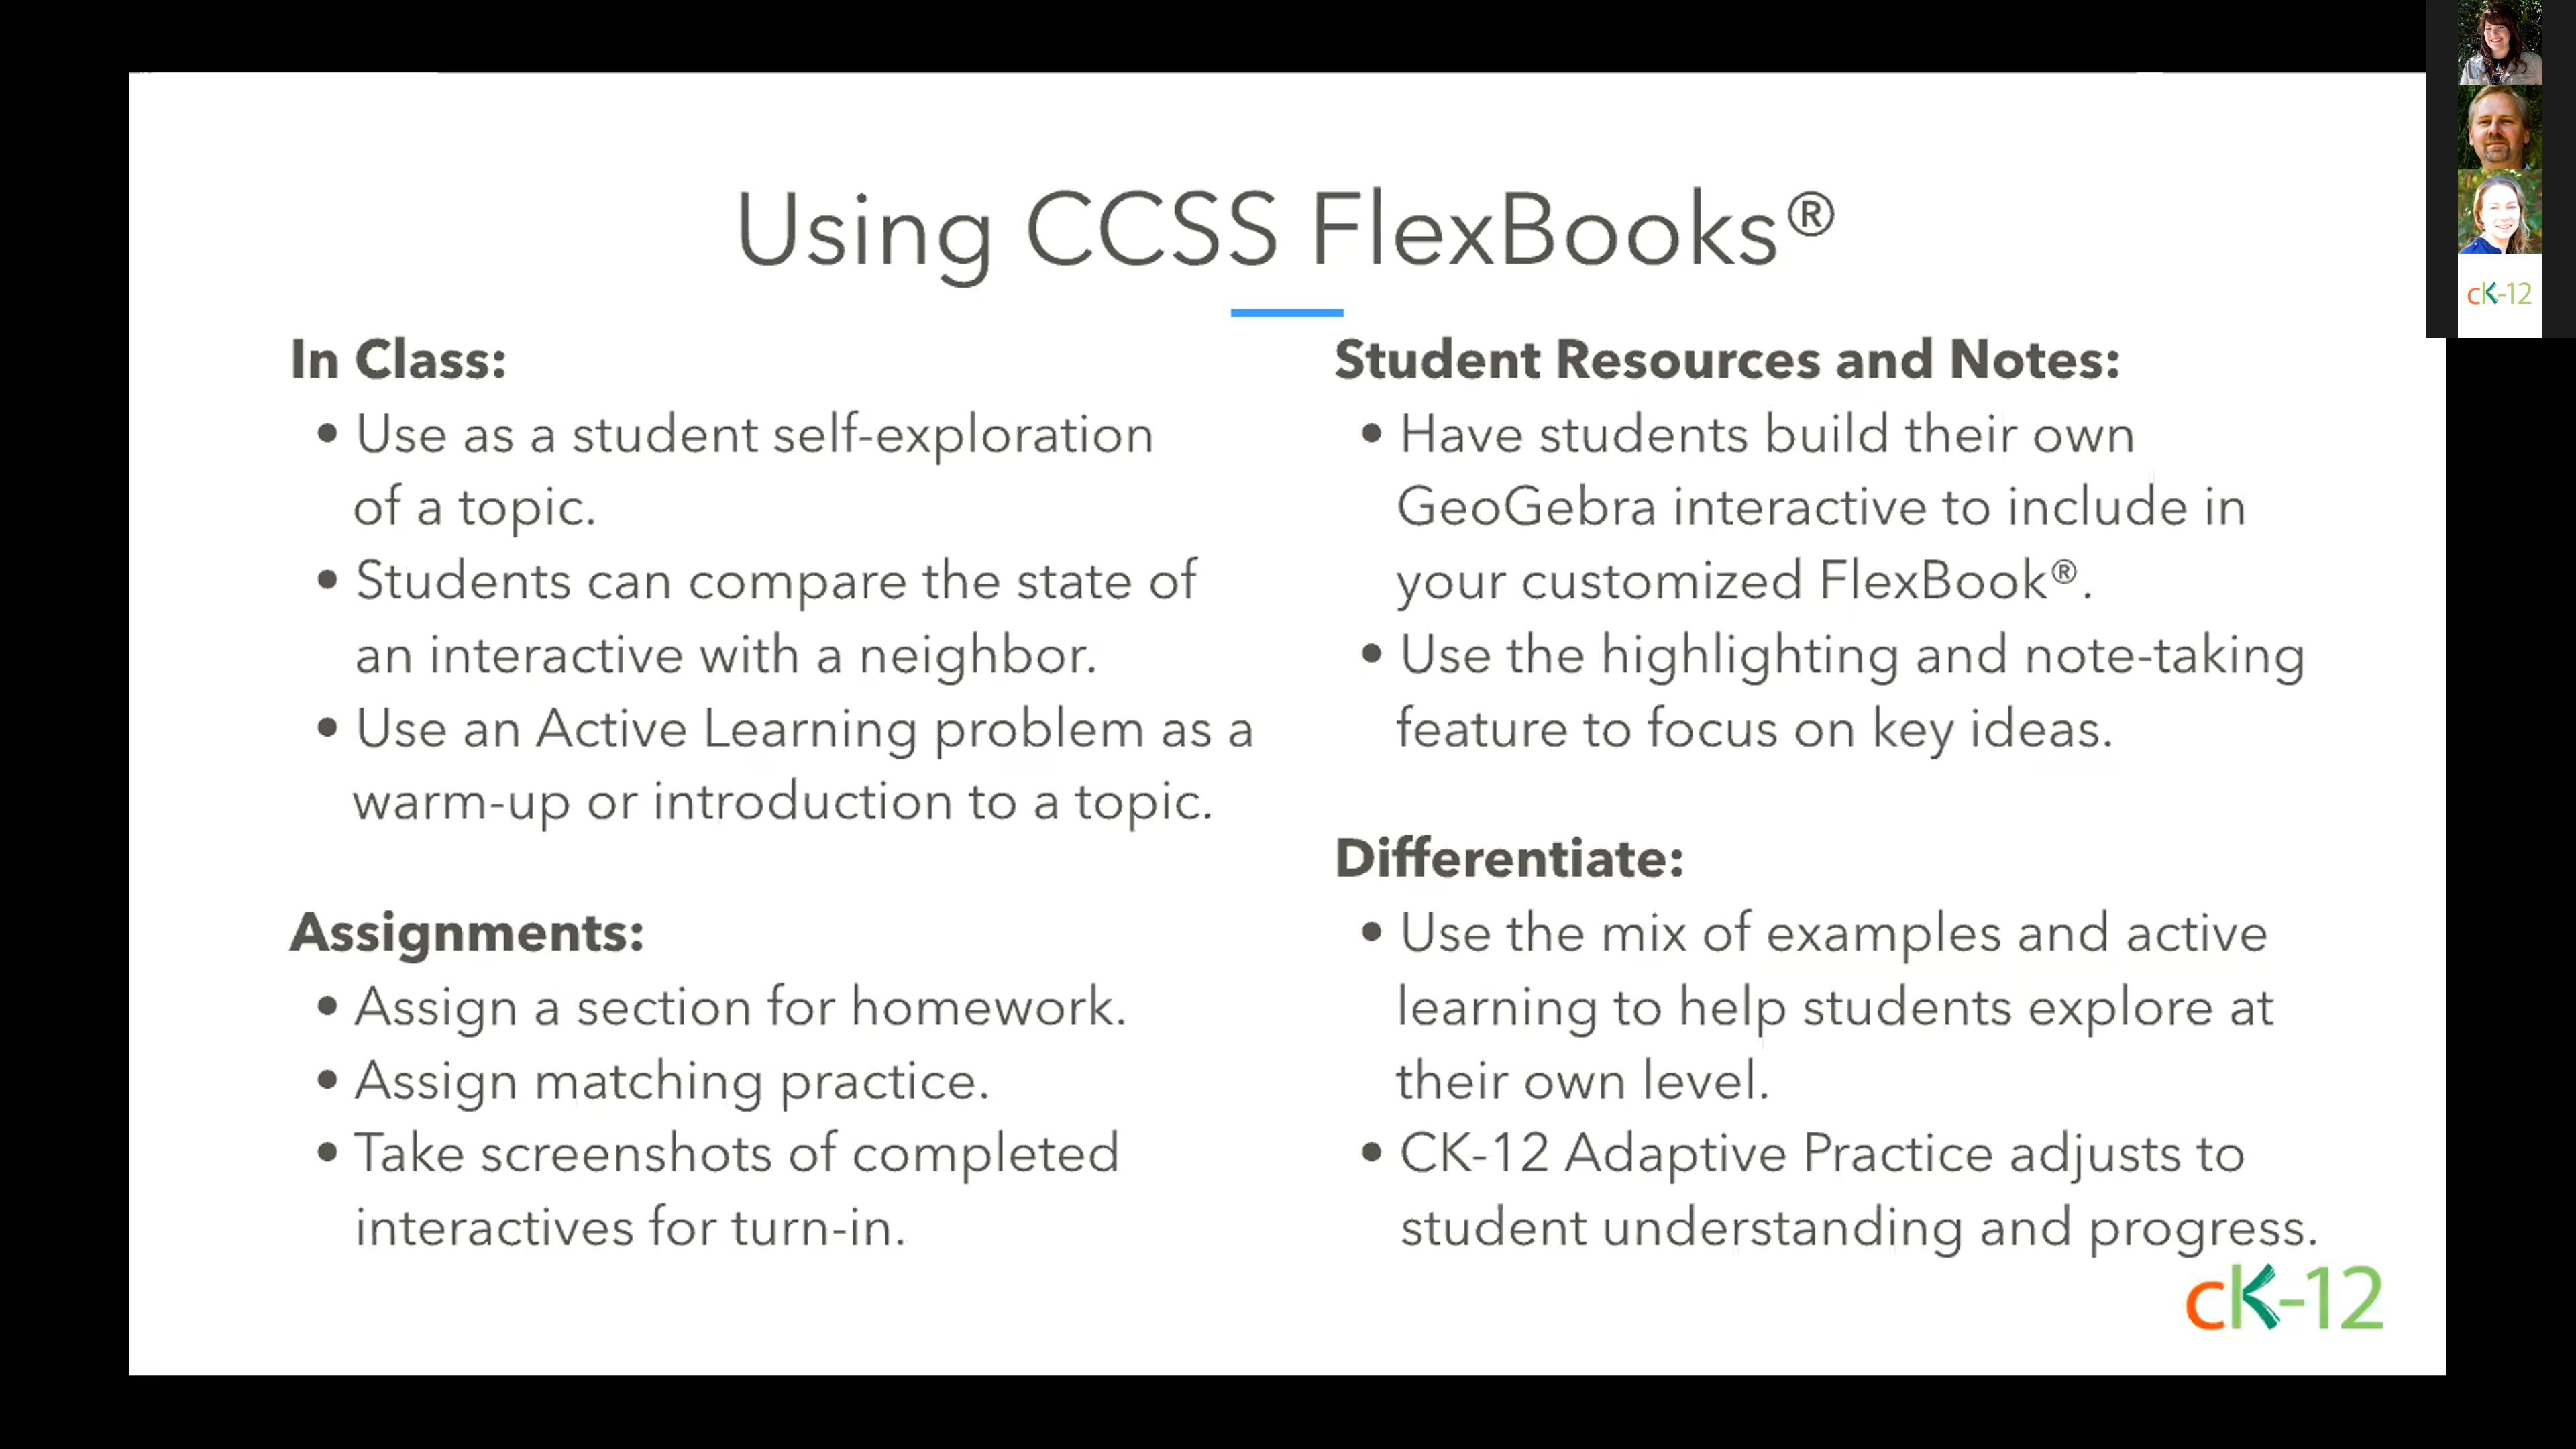 Using CCSS FlexBooks®
In Class:
• Use as a student self-exploration
of a topic.
• Students can compare the state of
an interactive with a neighbor.
• Use an Active Learning problem as a
warm-up or introduction to a topic.
Assignments:
• Assign a section for homework.
• Assign matching practice.
• Take screenshots of completed
interactives for turn-in.
Student Resources and Notes:
• Have students build their own
GeoGebra interactive to include in
your customized FlexBook®.
• Use the highlighting and note-taking
feature to focus on key ideas.
Differentiate:
• Use the mix of examples and active
learning to help students explore at
their own level.
• CK-12 Adaptive Practice adjusts to
student understanding and progress.
cK-12
cK-12